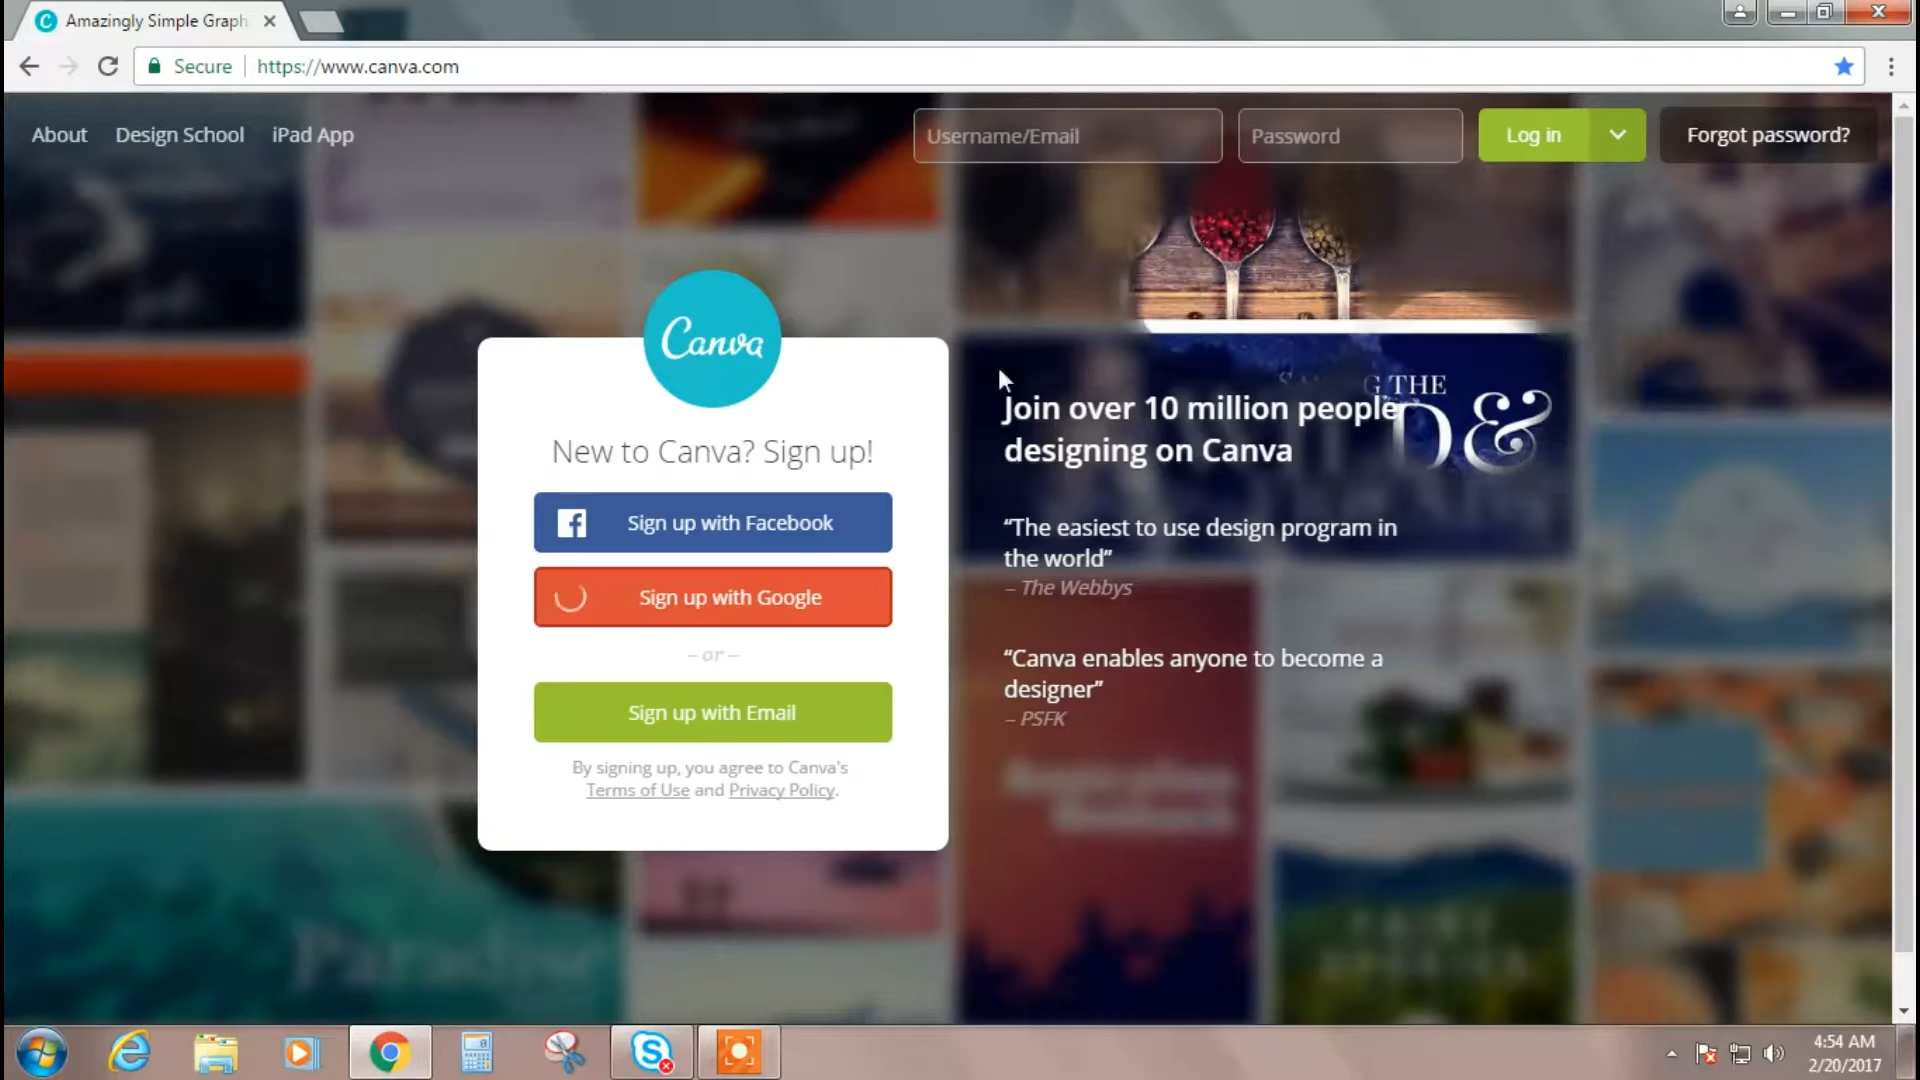 Amazingly Simple Graph
Secure
https://www.canva.com
About
Design School
iPad App
Username/Email
Password
Log in
Forgot password?
Canva
New to Canva? Sign up!
Sign up with Facebook
Sign up with Google
– or –
Sign up with Email
By signing up, you agree to Canva's
Terms of Use and Privacy Policy.
G THE
D &
Join over 10 million people
designing on Canva
“The easiest to use design program in
the world”
– The Webbys
“Canva enables anyone to become a
designer”
– PSFK
Paradise
4:54 AM
2/20/2017